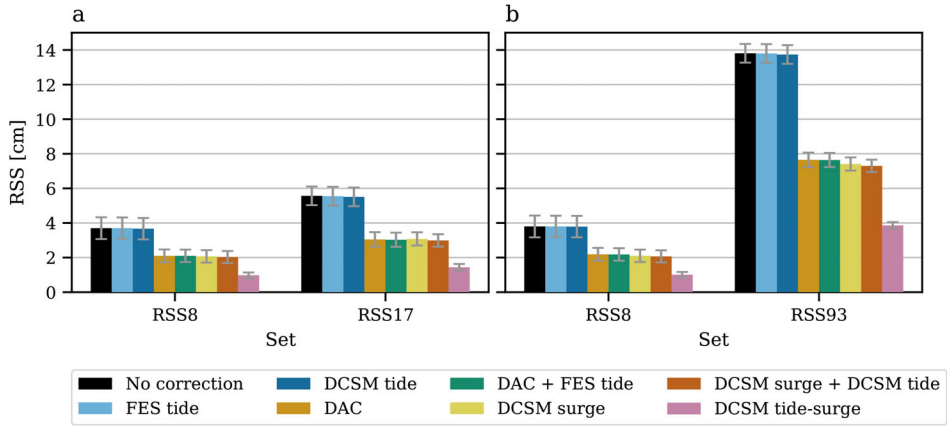 a
b
RSS [cm]
14
12
10
8
6
4
2
0
RSS8 RSS17
RSS8 RSS93
Set
Set
No correction DCSM tide DAC + FES tide DCSM surge + DCSM tide
FES tide DAC DCSM surge DCSM tide-surge